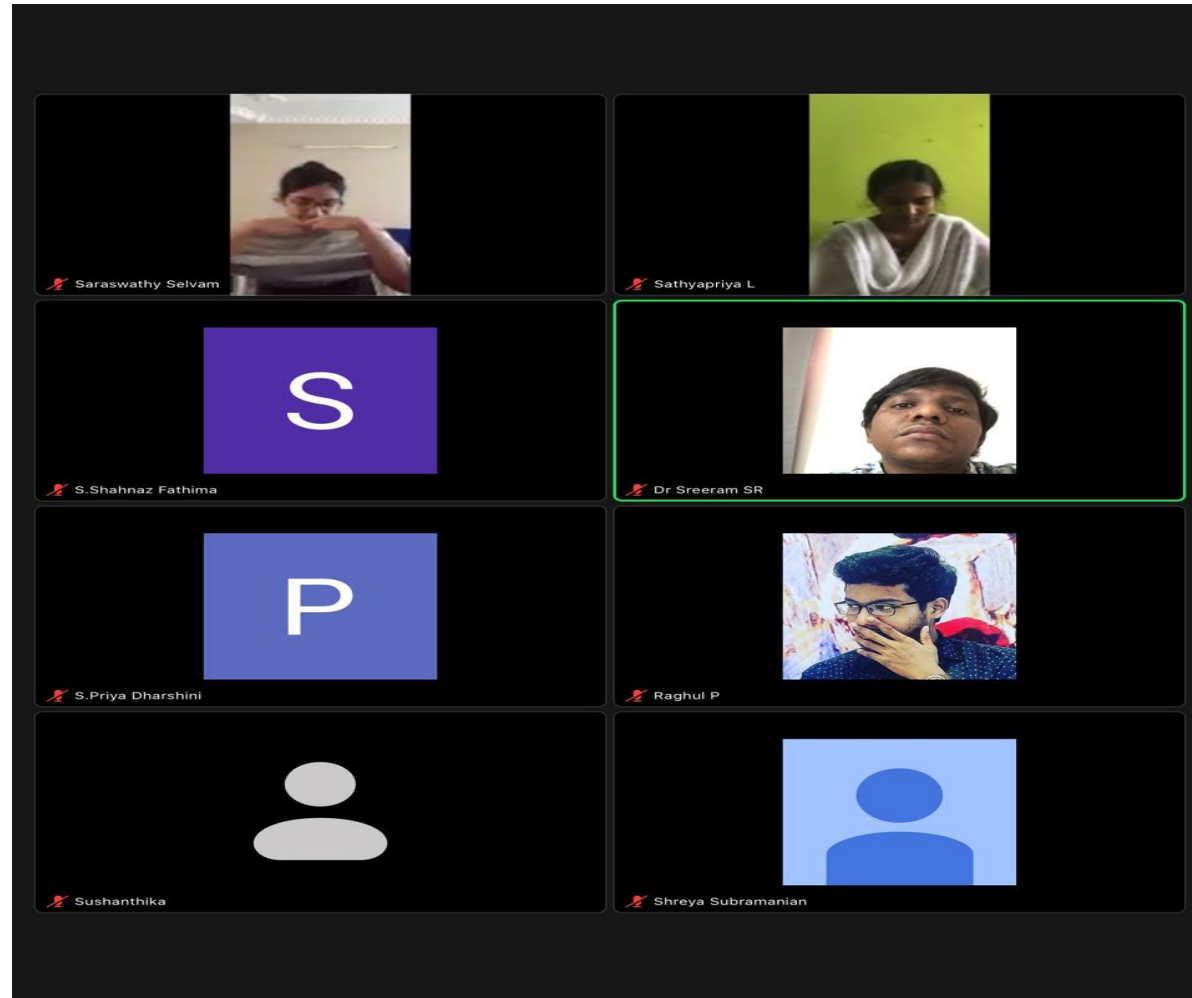 Saraswathy Selvam
Sathyapriya L
S
S.Shahnaz Fathima
Dr Sreeram SR
P
S.Priya Dharshini
Raghul P
Sushanthika
Shreya Subramanian